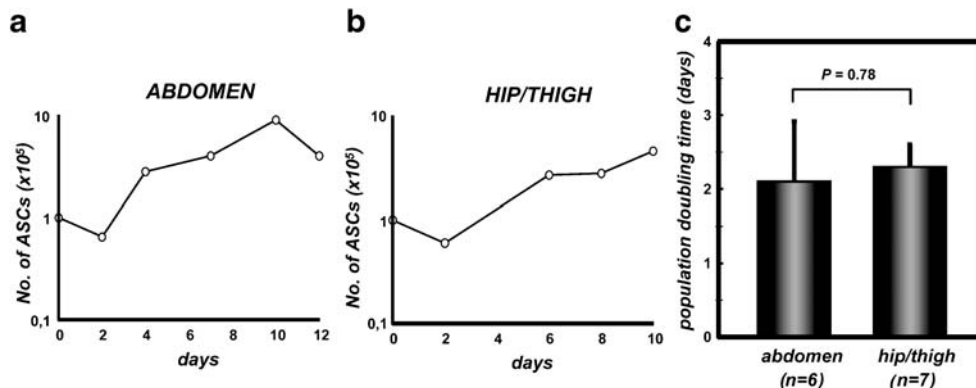 a
ABDOMEN
No. of ASCs (x10⁵)
10
1
0,1
0 2 4 6 8 10 12
days
b
HIP/THIGH
No. of ASCs (x10⁵)
10
1
0,1
0 2 4 6 8 10
days
c
population doubling time (days)
4
3
2
1
0
P = 0.78
abdomen
(n=6)
hip/thigh
(n=7)